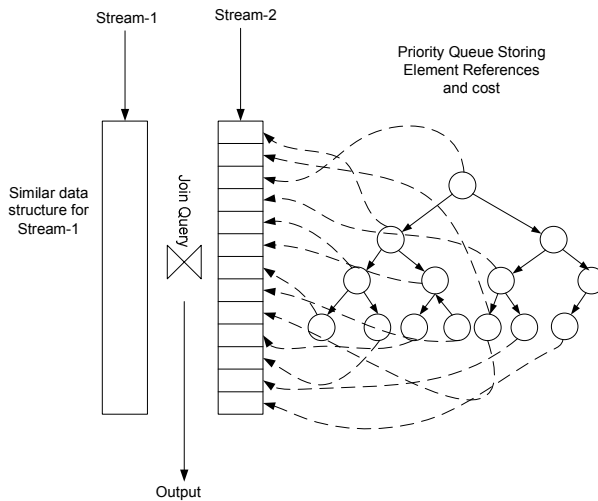 Stream-1
Stream-2
Priority Queue Storing
Element References
and cost
Similar data
structure for
Stream-1
Join Query
Output